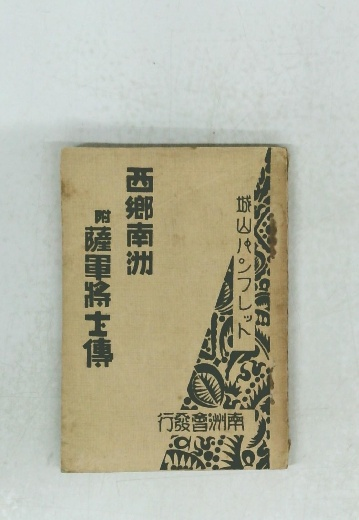 城山パンフレット
西鄕南洲
附 薩軍将士傳
南洲會發行